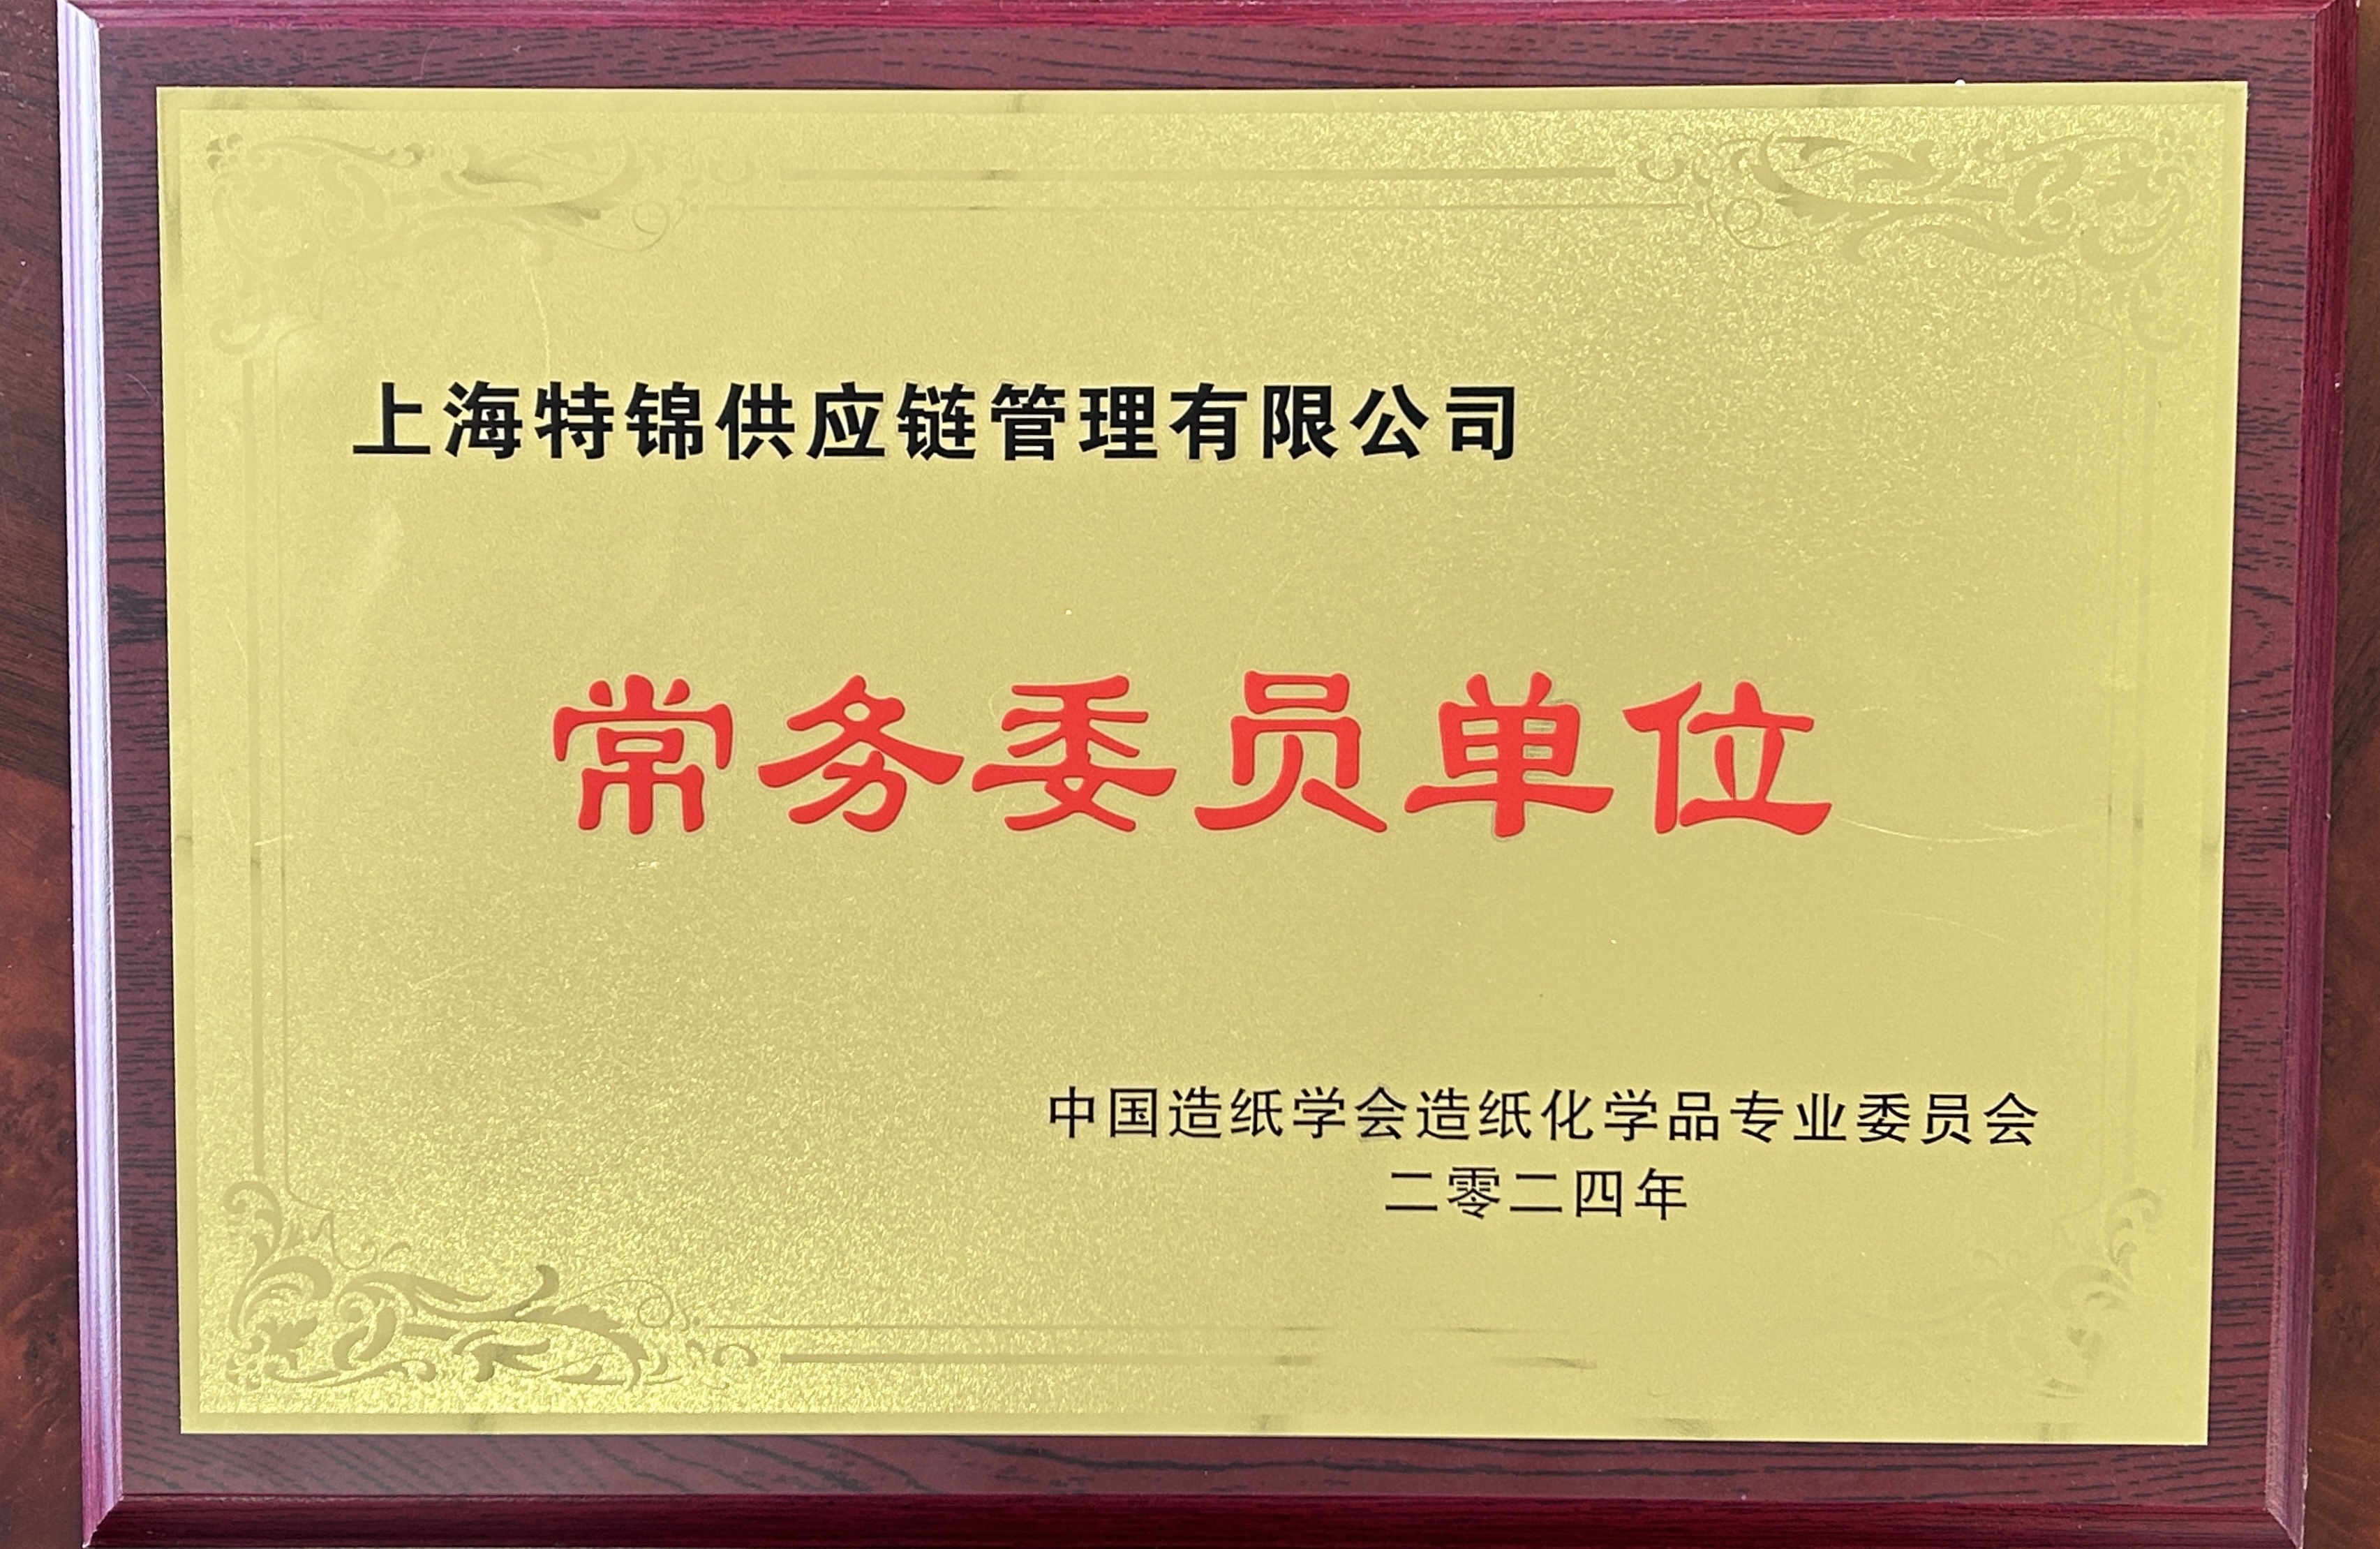 上海特锦供应链管理有限公司
常务委员单位
中国造纸学会造纸化学品专业委员会
二零二四年